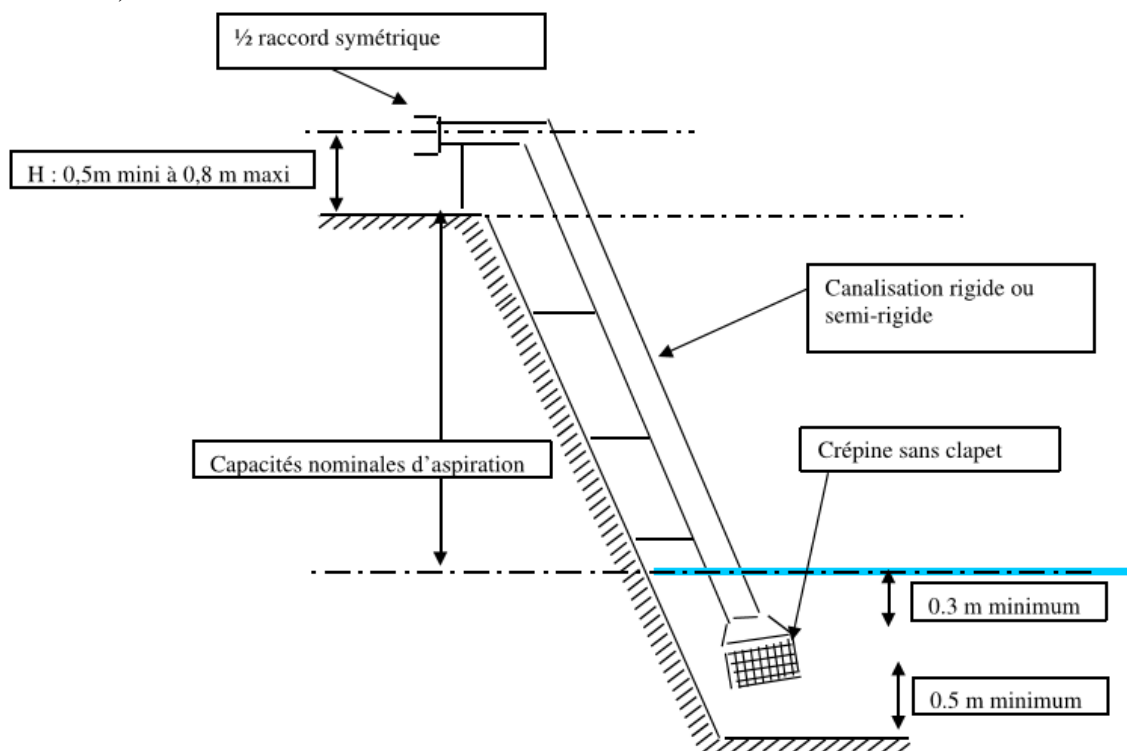 ½ raccord symétrique
H : 0,5m mini à 0,8 m maxi
Canalisation rigide ou
semi-rigide
Capacités nominales d’aspiration
Crépine sans clapet
0.3 m minimum
0.5 m minimum